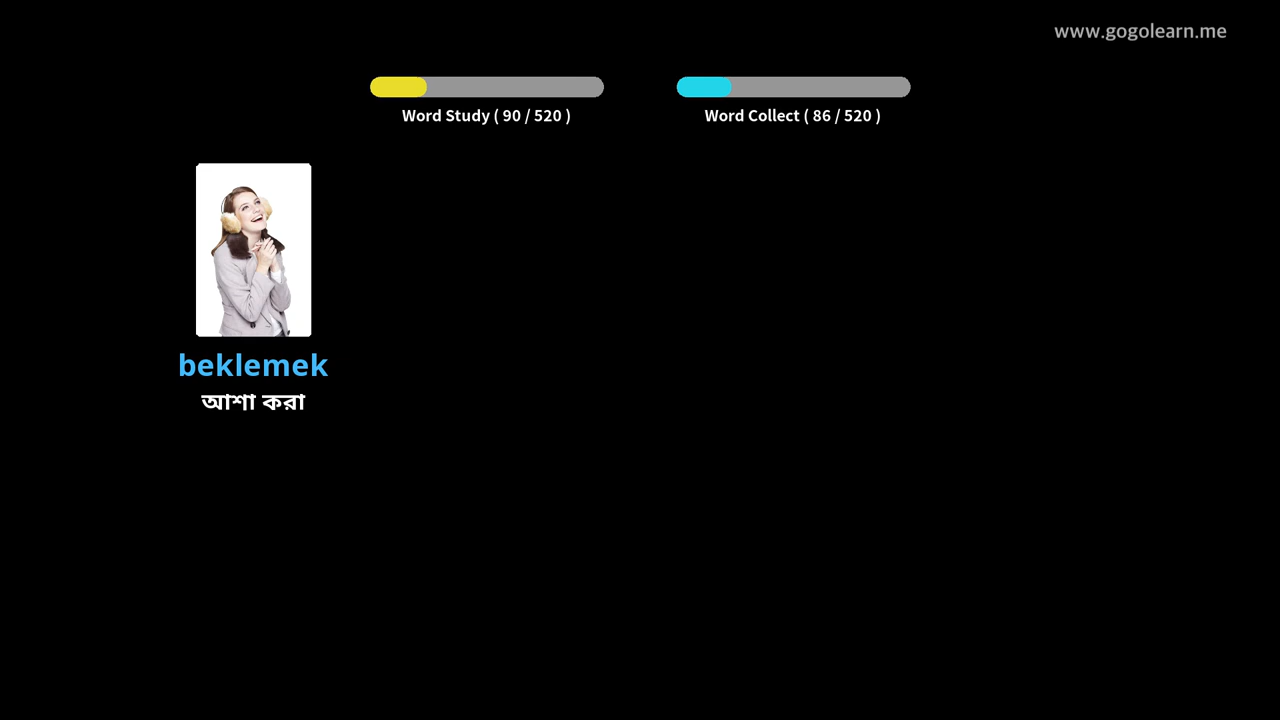 www.gogolearn.me
Word Study ( 90 / 520 )
Word Collect ( 86 / 520 )
beklemek
আশা করা